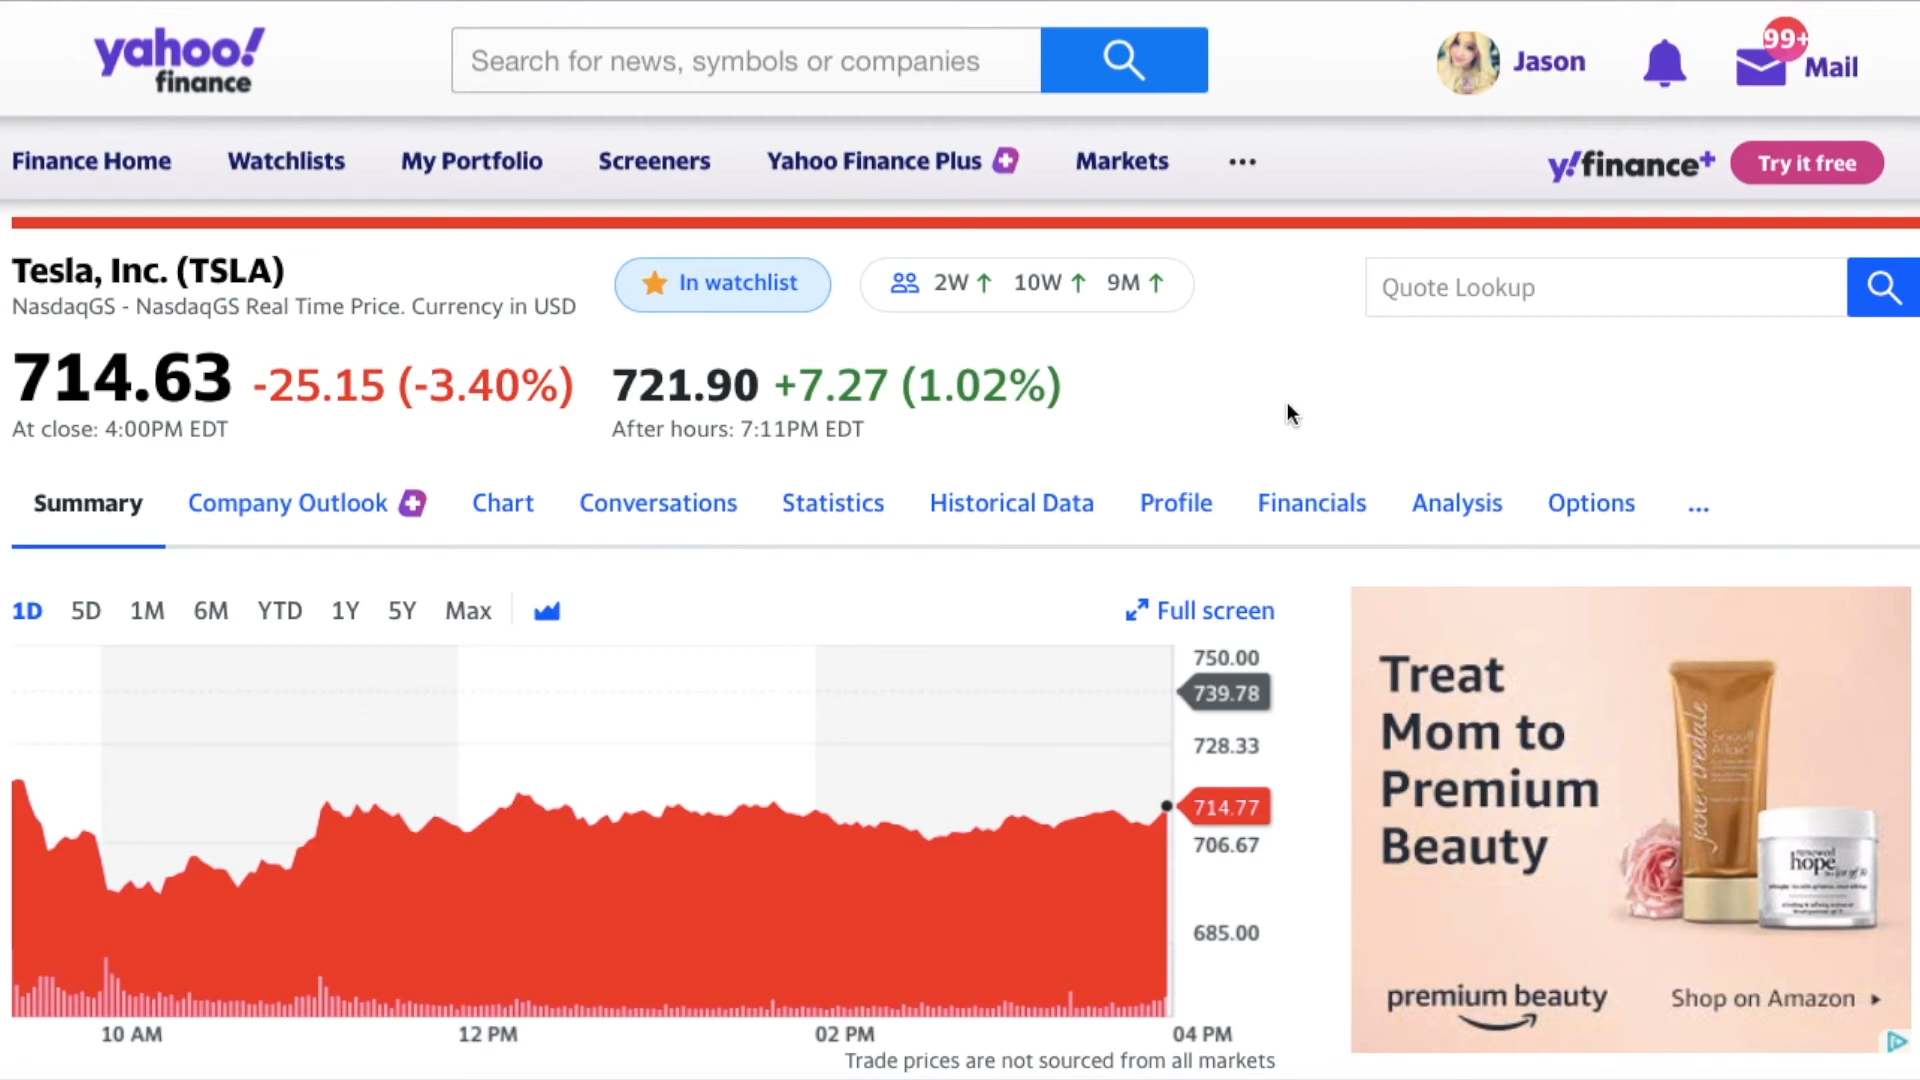 yahoo!
finance
Search for news, symbols or companies
Jason
99+
Mail
Finance Home
Watchlists
My Portfolio
Screeners
Yahoo Finance Plus
Markets
...
y!finance+
Try it free
Tesla, Inc. (TSLA)
NasdaqGS - NasdaqGS Real Time Price. Currency in USD
In watchlist
2W↑ 10W↑ 9M↑
Quote Lookup
714.63 -25.15 (-3.40%)
At close: 4:00PM EDT
721.90 +7.27 (1.02%)
After hours: 7:11PM EDT
Summary
Company Outlook
Chart
Conversations
Statistics
Historical Data
Profile
Financials
Analysis
Options
...
1D 5D 1M 6M YTD 1Y 5Y Max
Full screen
750.00
739.78
728.33
714.77
706.67
685.00
10 AM
12 PM
02 PM
04 PM
Trade prices are not sourced from all markets
Treat
Mom to
Premium
Beauty
jane iredale
hope
premium beauty
Shop on Amazon